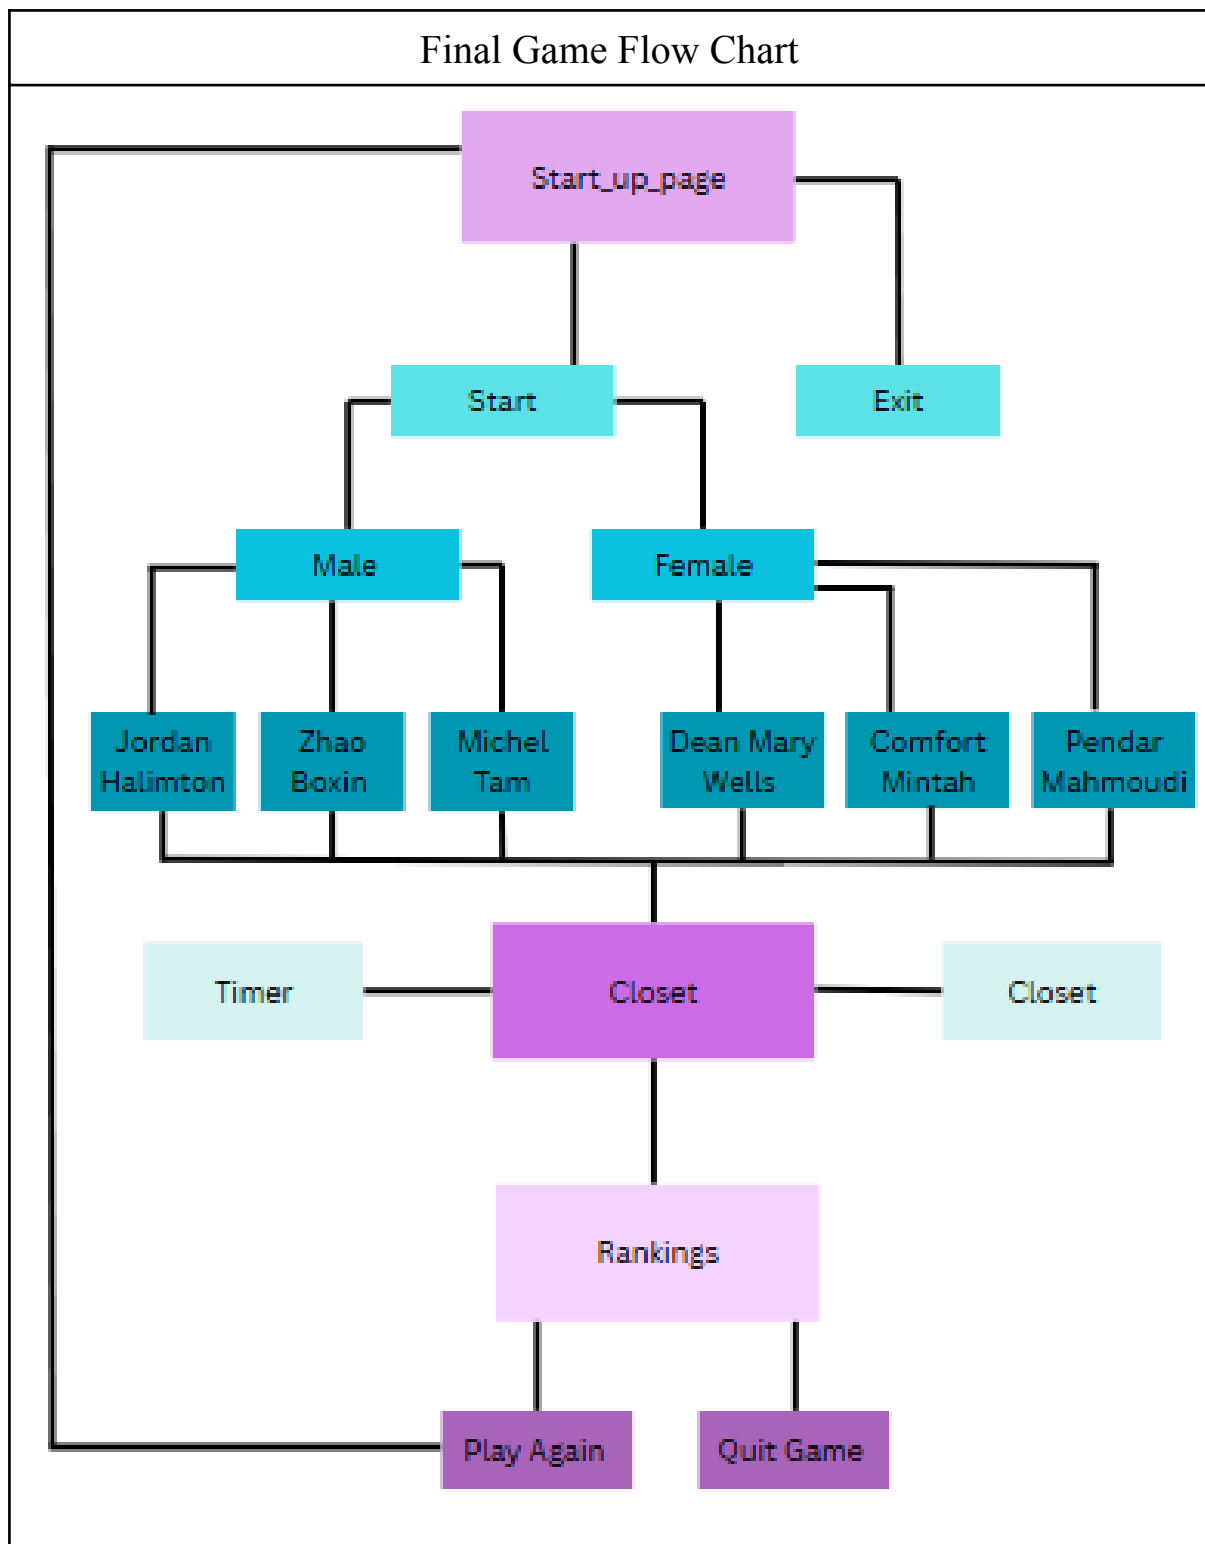 Final Game Flow Chart
Start_up_page
Start
Exit
Male
Female
Jordan
Halimton
Zhao
Boxin
Michel
Tam
Dean Mary
Wells
Comfort
Mintah
Pendar
Mahmoudi
Timer
Closet
Closet
Rankings
Play Again
Quit Game